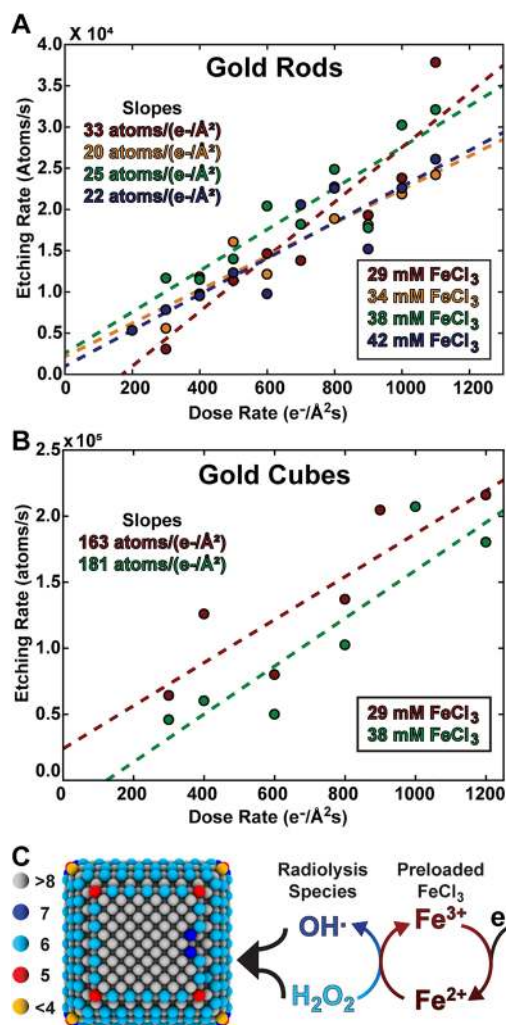 A
X 10⁴
Gold Rods
Slopes
33 atoms/(e-/Å²)
20 atoms/(e-/Å²)
25 atoms/(e-/Å²)
22 atoms/(e-/Å²)
Etching Rate (Atoms/s)
4.0
3.5
3.0
2.5
2.0
1.5
1.0
0.5
0.0
29 mM FeCl₃
34 mM FeCl₃
38 mM FeCl₃
42 mM FeCl₃
0 200 400 600 800 1000 1200
Dose Rate (e⁻/Å²s)
B
x 10⁵
Gold Cubes
Slopes
163 atoms/(e-/Å²)
181 atoms/(e-/Å²)
Etching Rate (atoms/s)
2.5
2.0
1.5
1.0
0.5
0.0
29 mM FeCl₃
38 mM FeCl₃
0 200 400 600 800 1000 1200
Dose Rate (e⁻/Å²s)
C
>8
7
6
5
<4
Radiolysis
Species
OH·
H₂O₂
Preloaded
FeCl₃
Fe³⁺
Fe²⁺
e